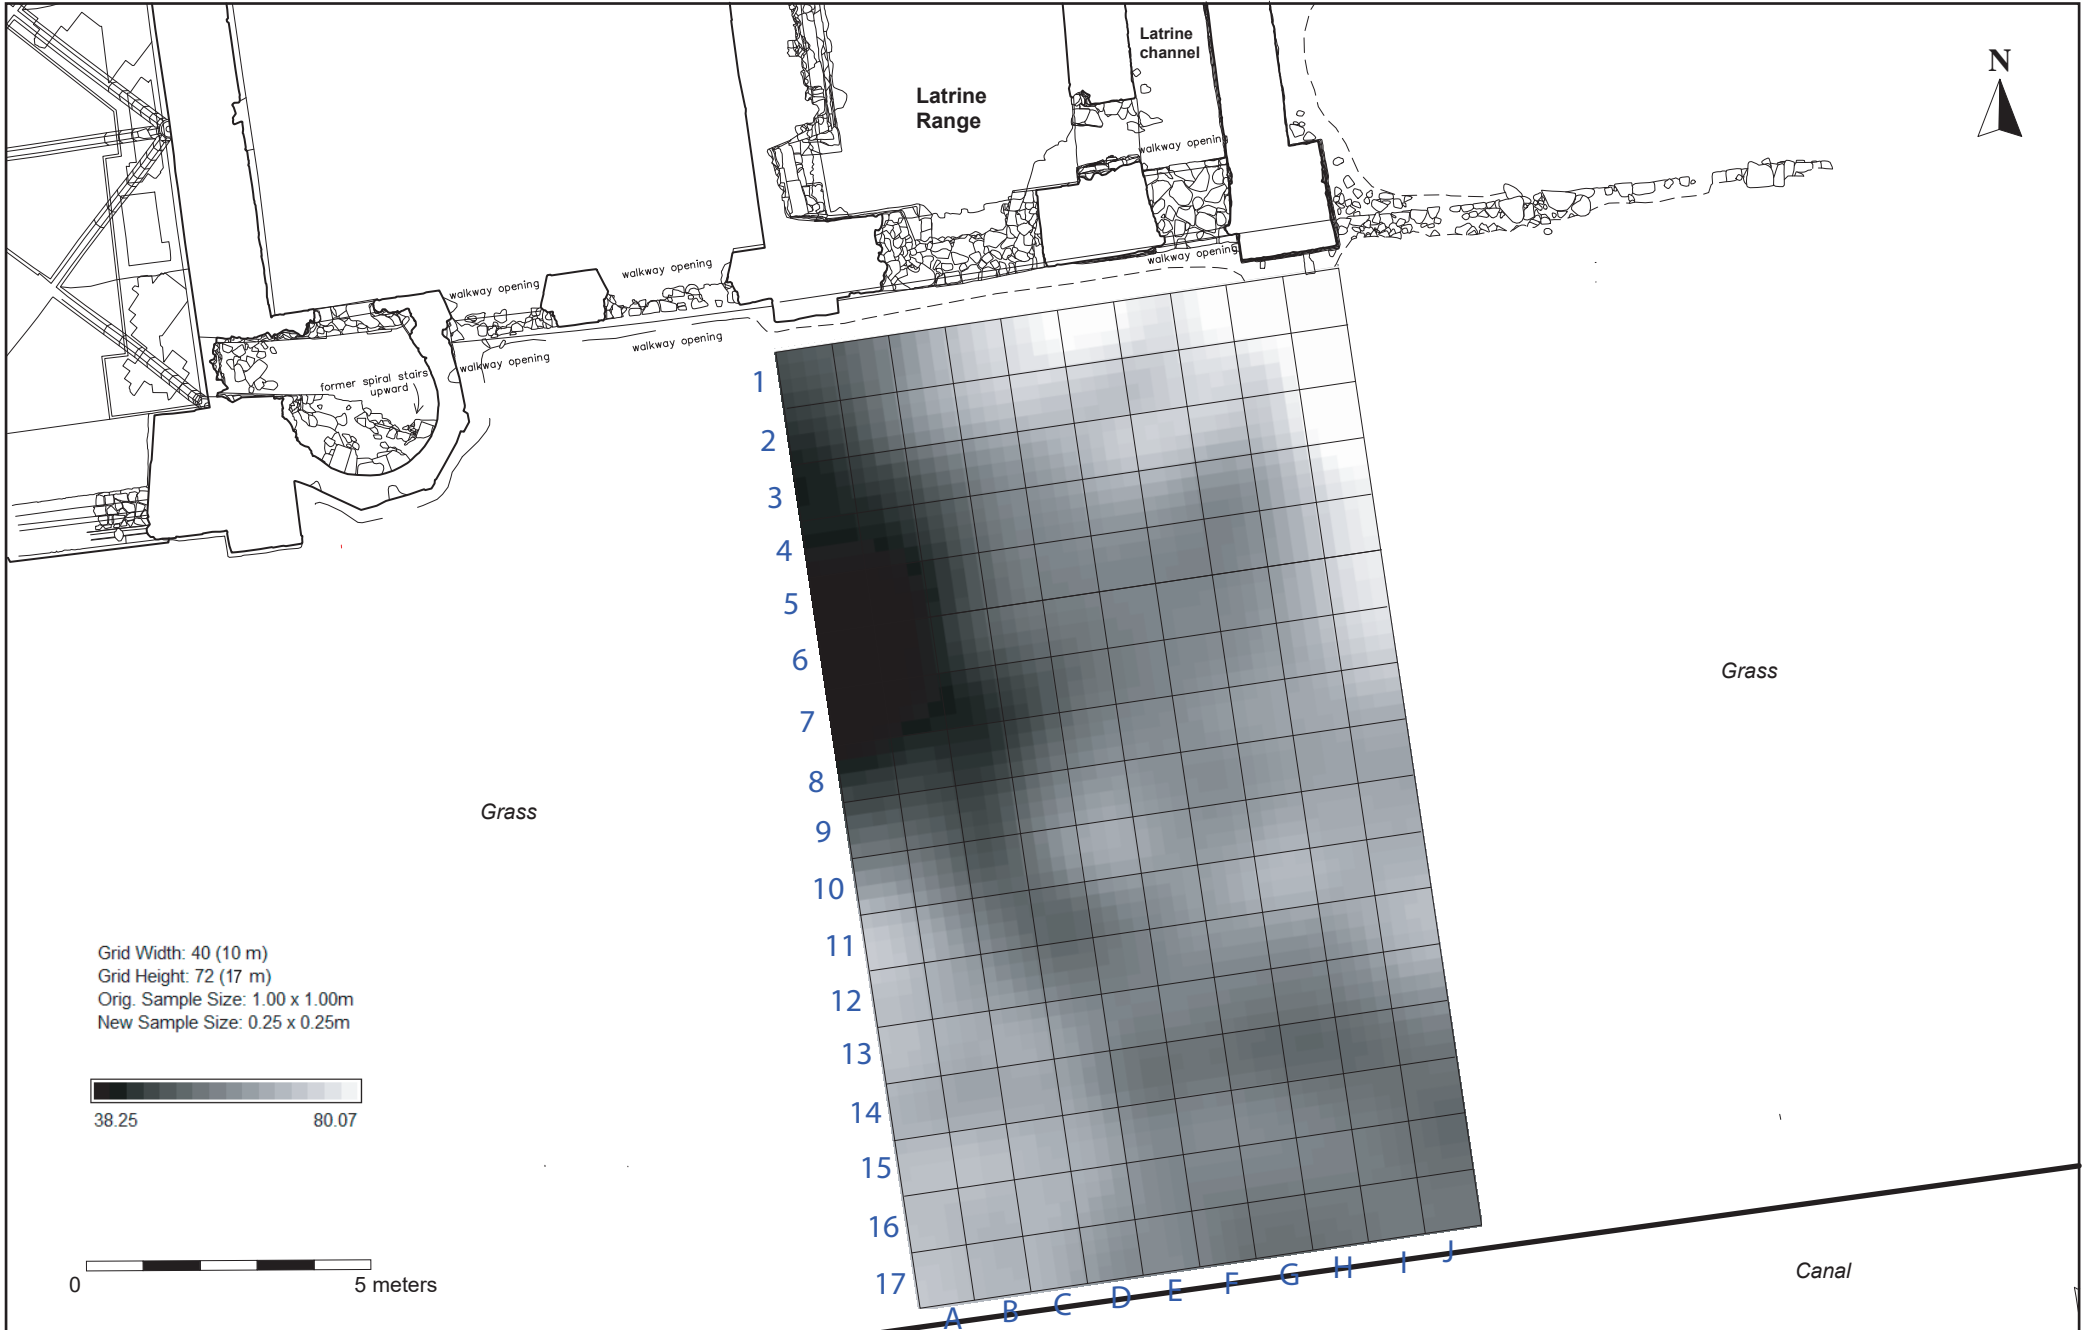 Latrine
channel
N
Latrine
Range
walkway opening
walkway opening
walkway opening
walkway opening
walkway opening
walkway opening
former spiral stairs
upward
1
2
3
4
5
6
7
8
9
10
11
12
13
14
15
16
17
Grass
Grass
Grid Width: 40 (10 m)
Grid Height: 72 (17 m)
Orig. Sample Size: 1.00 x 1.00m
New Sample Size: 0.25 x 0.25m
38.25 80.07
0 5 meters
A B C D E F G H I J
Canal